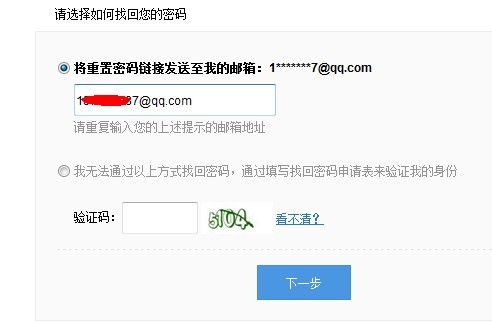 请选择如何找回您的密码
将重置密码链接发送至我的邮箱：1*******7@qq.com
37@qq.com
请重复输入您的上述提示的邮箱地址
我无法通过以上方式找回密码，通过填写找回密码申请表来验证我的身份
验证码： 5104 看不清？
下一步